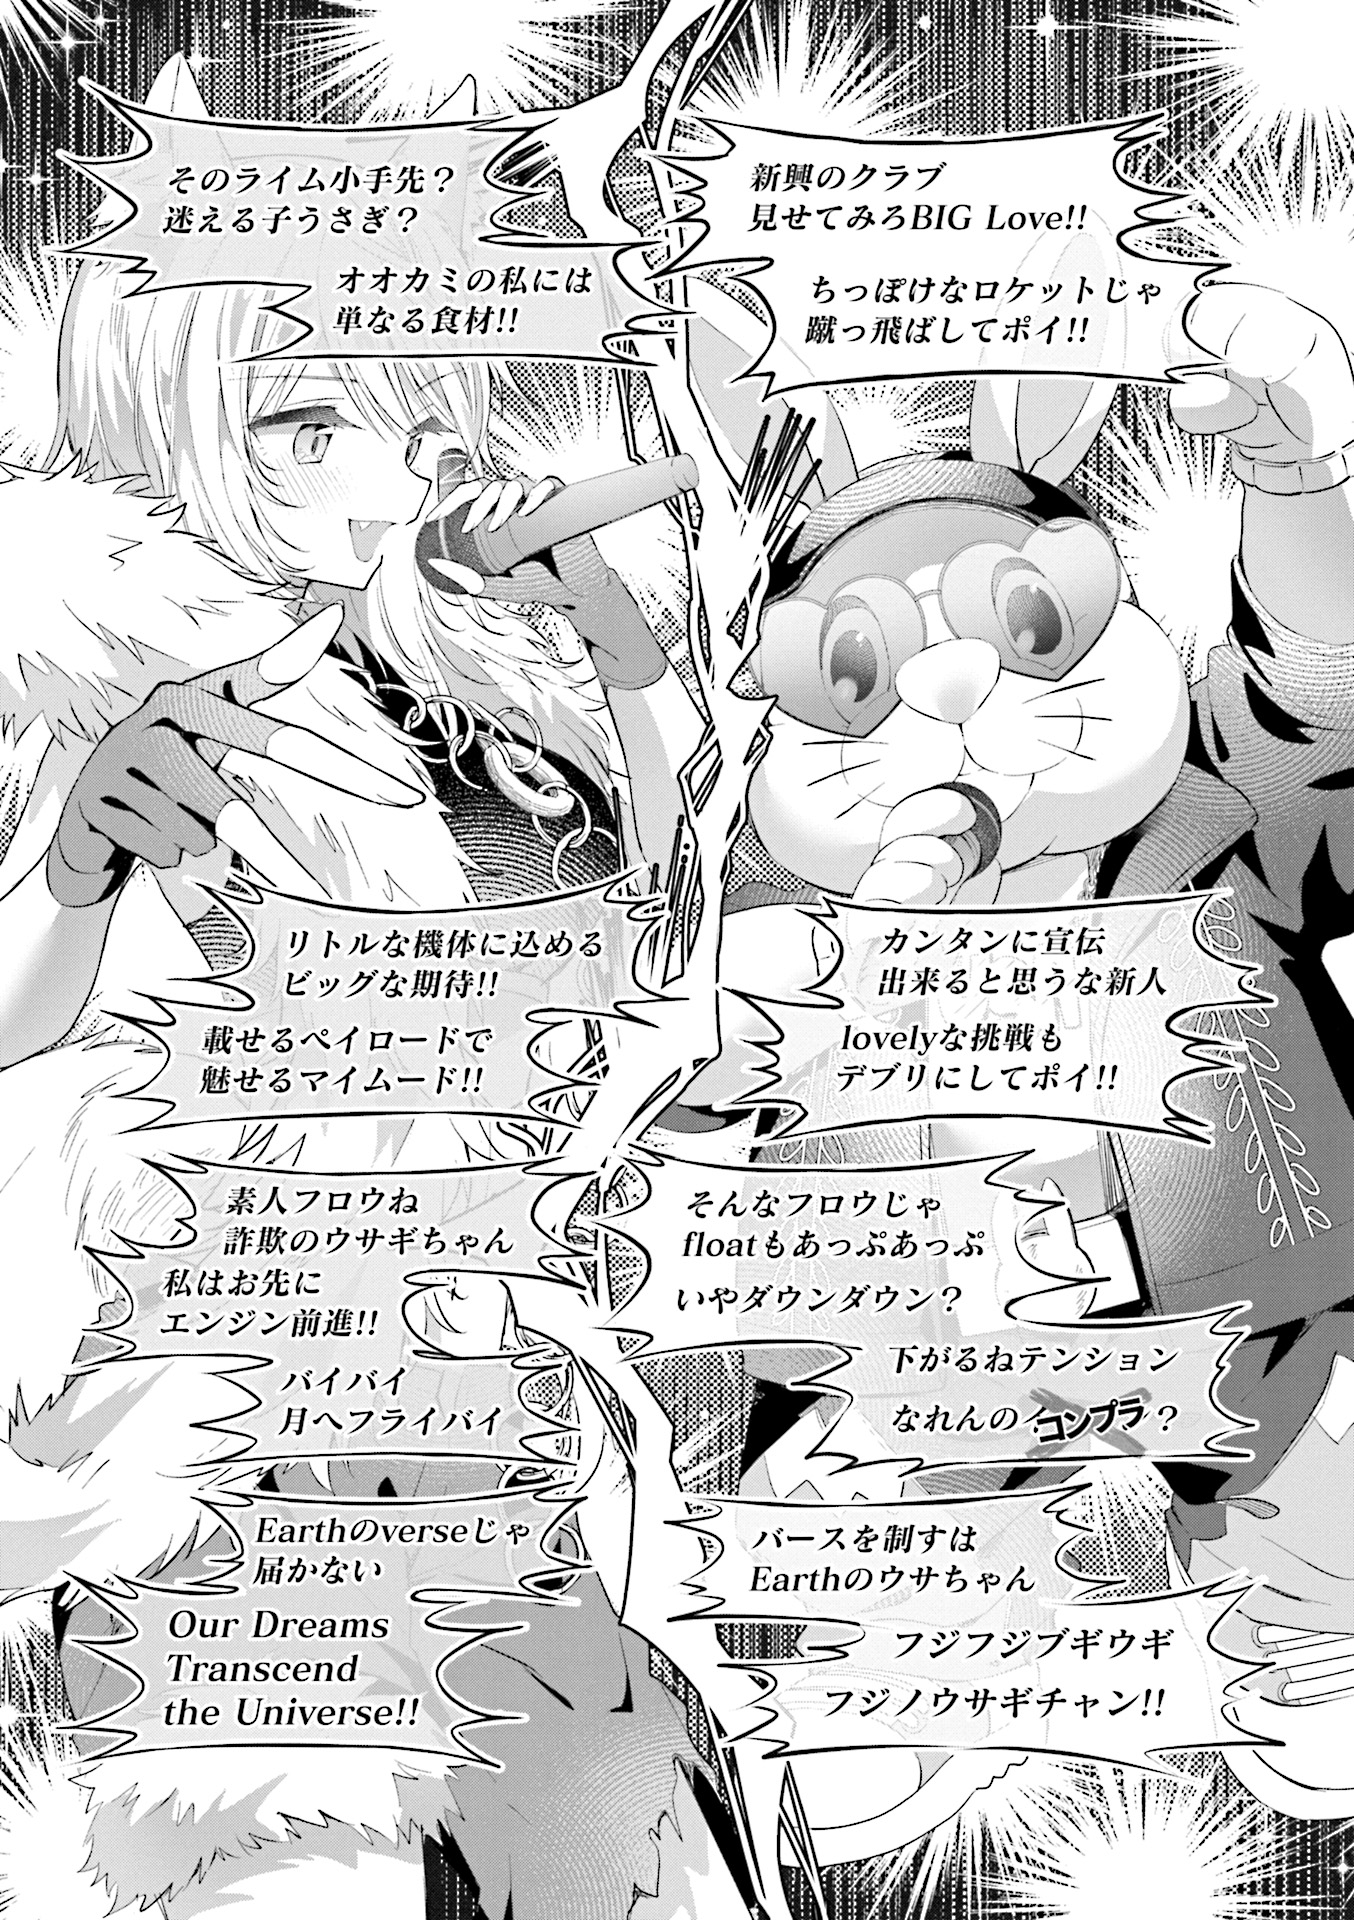 新興のクラブ
見せてみろBIG Love!!
ちっぽけなロケットじゃ
蹴っ飛ばしてポイ!!
そのライム小手先？
迷える子うさぎ？
オオカミの私には
単なる食材!!
カンタンに宣伝
出来ると思うな新人
lovelyな挑戦も
デブリにしてポイ!!
リトルな機体に込める
ビッグな期待!!
載せるペイロードで
魅せるマイムード!!
そんなフロウじゃ
floatもあっぷあっぷ
いやダウンダウン？
下がるねテンション
なれんのイコンプラ？
素人フロウね
詐欺のウサギちゃん
私はお先に
エンジン前進!!
バイバイ
月へフライバイ
バースを制すは
Earthのウサちゃん
フジフジブギウギ
フジノウサギチャン!!
Earthのverseじゃ
届かない
Our Dreams
Transcend
the Universe!!